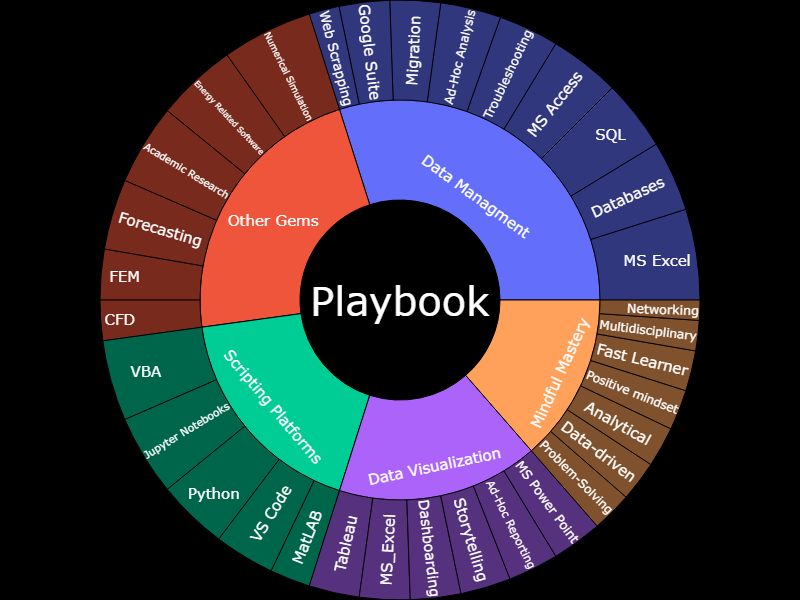 Playbook
Data Managment
MS Excel
Databases
SQL
MS Access
Troubleshooting
Ad-Hoc Analysis
Migration
Google Suite
Web Scrapping
Other Gems
Numerical Simulation
Energy Related Software
Academic Research
Forecasting
FEM
CFD
Scripting Platforms
VBA
Jupyter Notebooks
Python
VS Code
MatLAB
Data Visualization
Tableau
MS_Excel
Dashboarding
Storytelling
Ad-Hoc Reporting
MS Power Point
Mindful Mastery
Problem-Solving
Data-driven
Analytical
Positive mindset
Fast Learner
Multidisciplinary
Networking